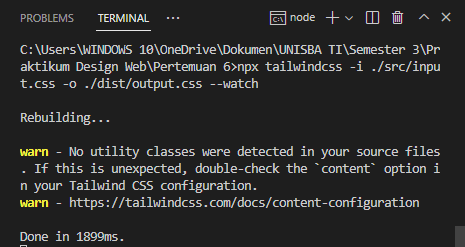 PROBLEMS TERMINAL ... node
C:\Users\WINDOWS 10\OneDrive\Dokumen\UNISBA TI\Semester 3\Pr
aktikum Design Web\Pertemuan 6>npx tailwindcss -i ./src/inpu
t.css -o ./dist/output.css --watch
Rebuilding...
warn - No utility classes were detected in your source files
. If this is unexpected, double-check the `content` option i
n your Tailwind CSS configuration.
warn - https://tailwindcss.com/docs/content-configuration
Done in 1899ms.